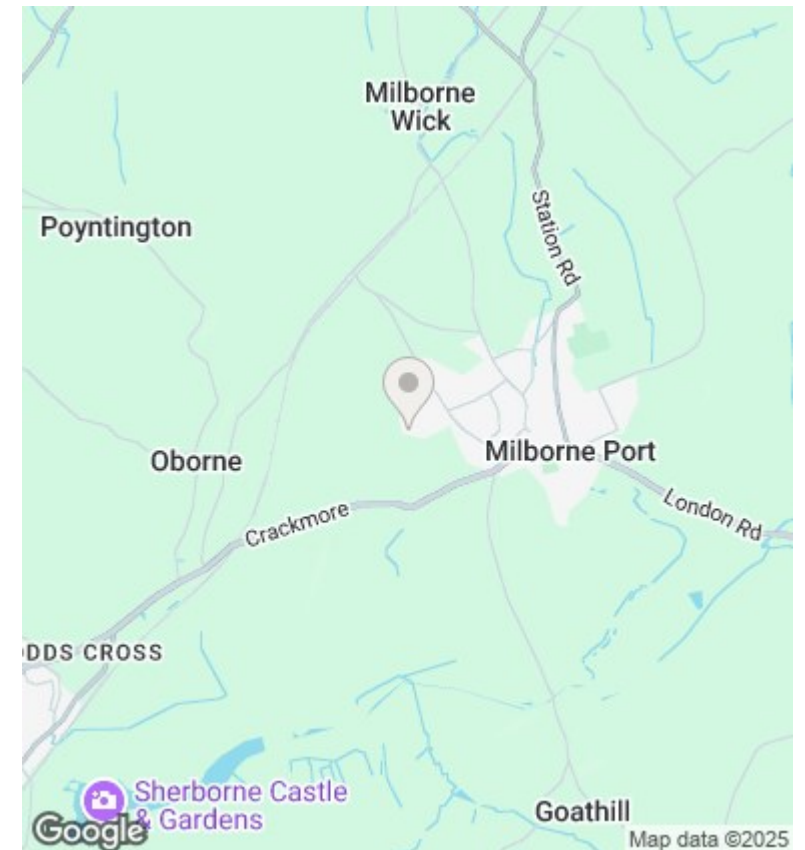 Milborne
Wick
Station Rd
Poyntington
Milborne Port
Oborne
London Rd
Crackmore
DDS CROSS
Sherborne Castle
& Gardens
Goathill
Google
Map data ©2025